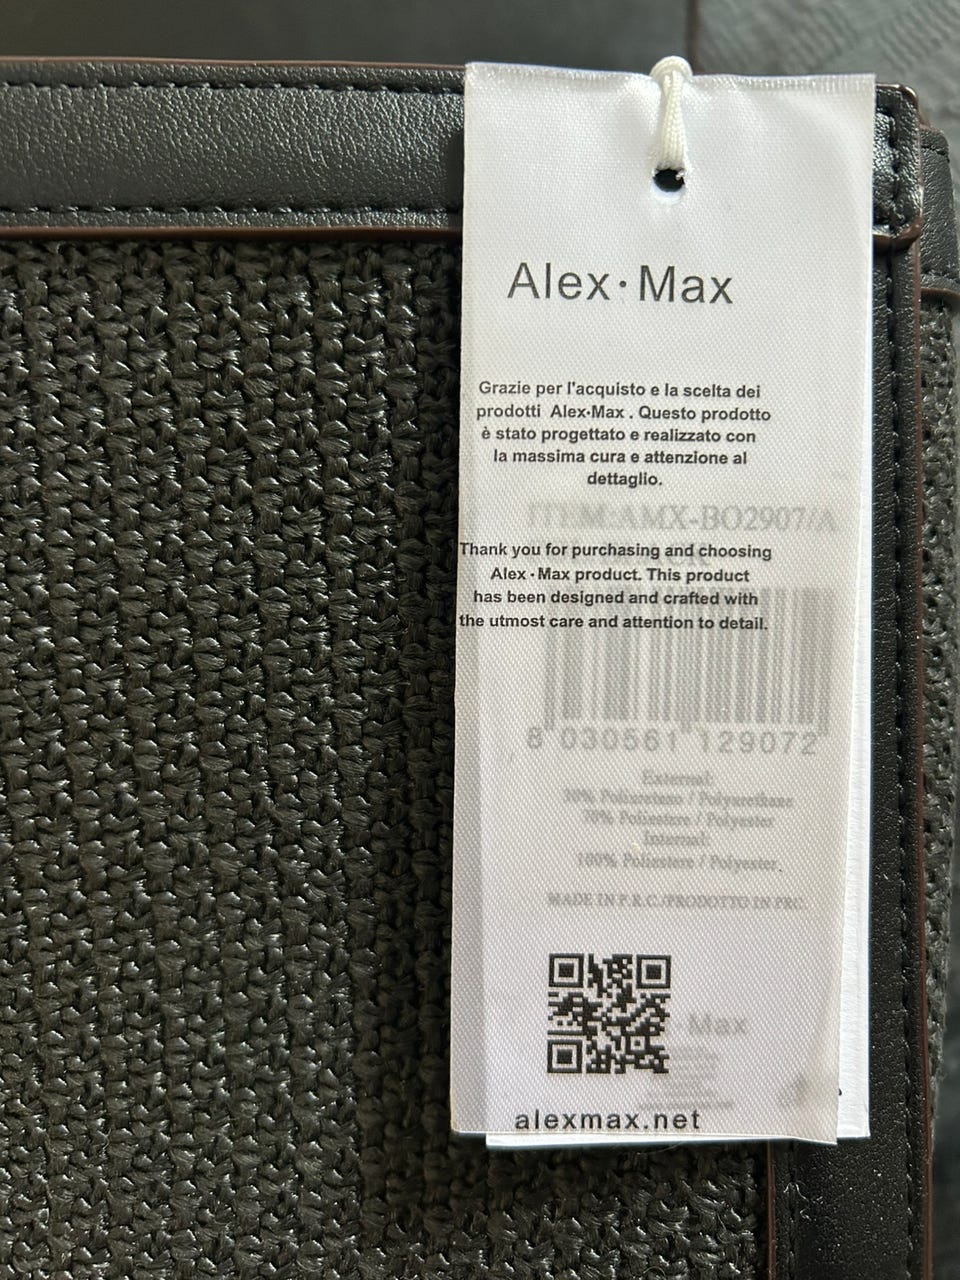 Alex·Max
Grazie per l'acquisto e la scelta dei
prodotti Alex·Max . Questo prodotto
è stato progettato e realizzato con
la massima cura e attenzione al
dettaglio.
ITEM:AMX-BO2907/A
Thank you for purchasing and choosing
Alex·Max product. This product
has been designed and crafted with
the utmost care and attention to detail.
8 030561 129072
External:
30% Poliuretano / Polyurethane
70% Poliestere / Polyester
Internal:
100% Poliestere / Polyester
MADE IN P.R.C./PRODOTTO IN PRC.
·Max
alexmax.net